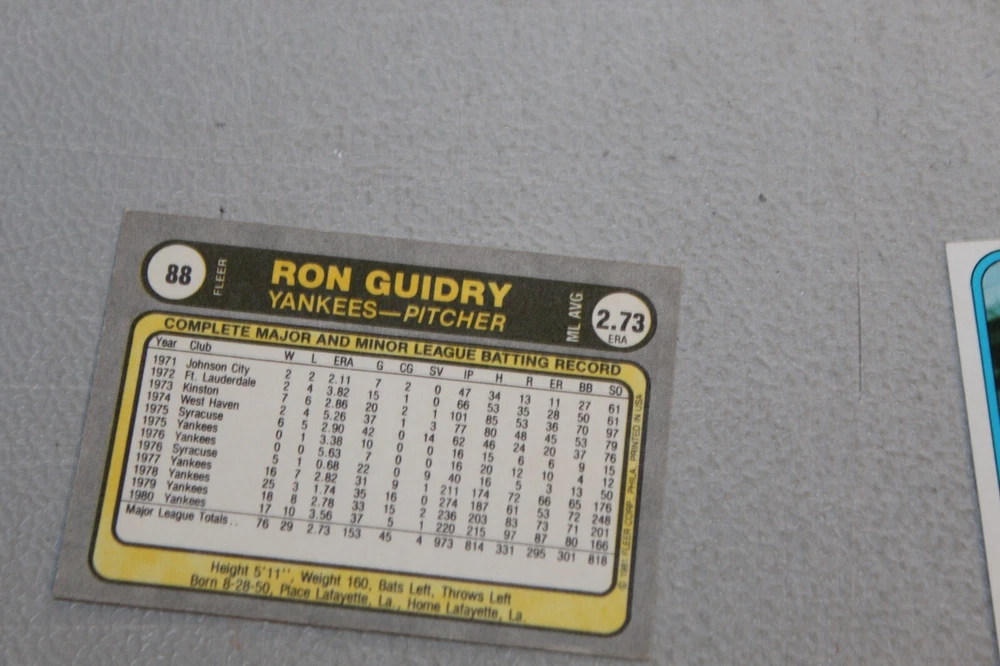 88
FLEER
RON GUIDRY
YANKEES—PITCHER
ML AVG
2.73
ERA
COMPLETE MAJOR AND MINOR LEAGUE BATTING RECORD
Year Club W L ERA G CG SV IP H R ER BB SO
1971 Johnson City 2 2 2.11 7 2 0 47 34 13 11 27 61
1972 Ft. Lauderdale 2 4 3.82 15 1 0 66 53 35 28 50 61
1973 Kinston 7 6 2.86 20 2 1 101 85 53 36 70 97
1974 West Haven 2 4 5.26 37 1 3 77 80 48 45 53 79
1975 Syracuse 6 5 2.90 42 0 14 62 46 24 20 37 76
1975 Yankees 0 1 3.38 10 0 0 16 15 6 6 9 15
1976 Yankees 0 0 5.63 7 0 0 16 20 12 10 4 12
1976 Syracuse 5 1 0.68 22 0 9 40 16 5 3 13 50
1977 Yankees 16 7 2.82 31 9 1 211 174 72 66 65 176
1978 Yankees 25 3 1.74 35 16 0 274 187 61 53 72 248
1979 Yankees 18 8 2.78 33 15 2 236 203 83 73 71 201
1980 Yankees 17 10 3.56 37 5 1 220 215 97 87 80 166
Major League Totals.. 76 29 2.73 153 45 4 973 814 331 295 301 818
Height 5'11", Weight 160, Bats Left, Throws Left
Born 8-28-50, Place Lafayette, La., Home Lafayette, La.
© 1981 FLEER CORP. PHILA. PRINTED IN USA